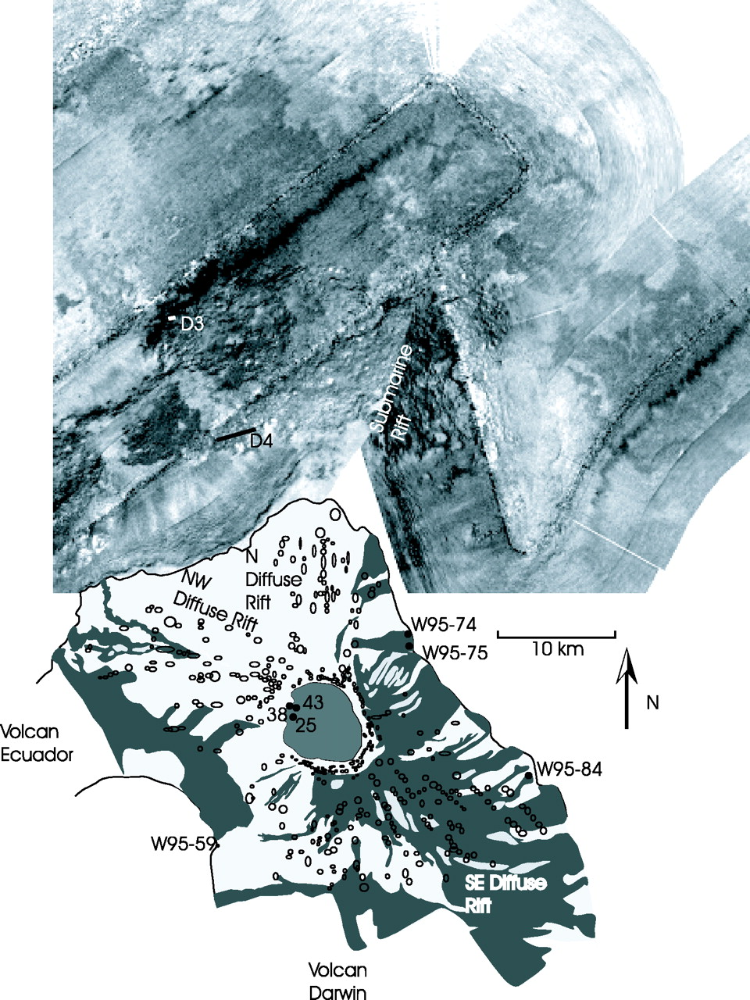 D3
Submarine
Rift
D4
N
Diffuse
Rift
NW
Diffuse Rift
W95-74
W95-75
10 km
N
43
38
25
Volcan
Ecuador
W95-84
W95-59
SE Diffuse
Rift
Volcan
Darwin